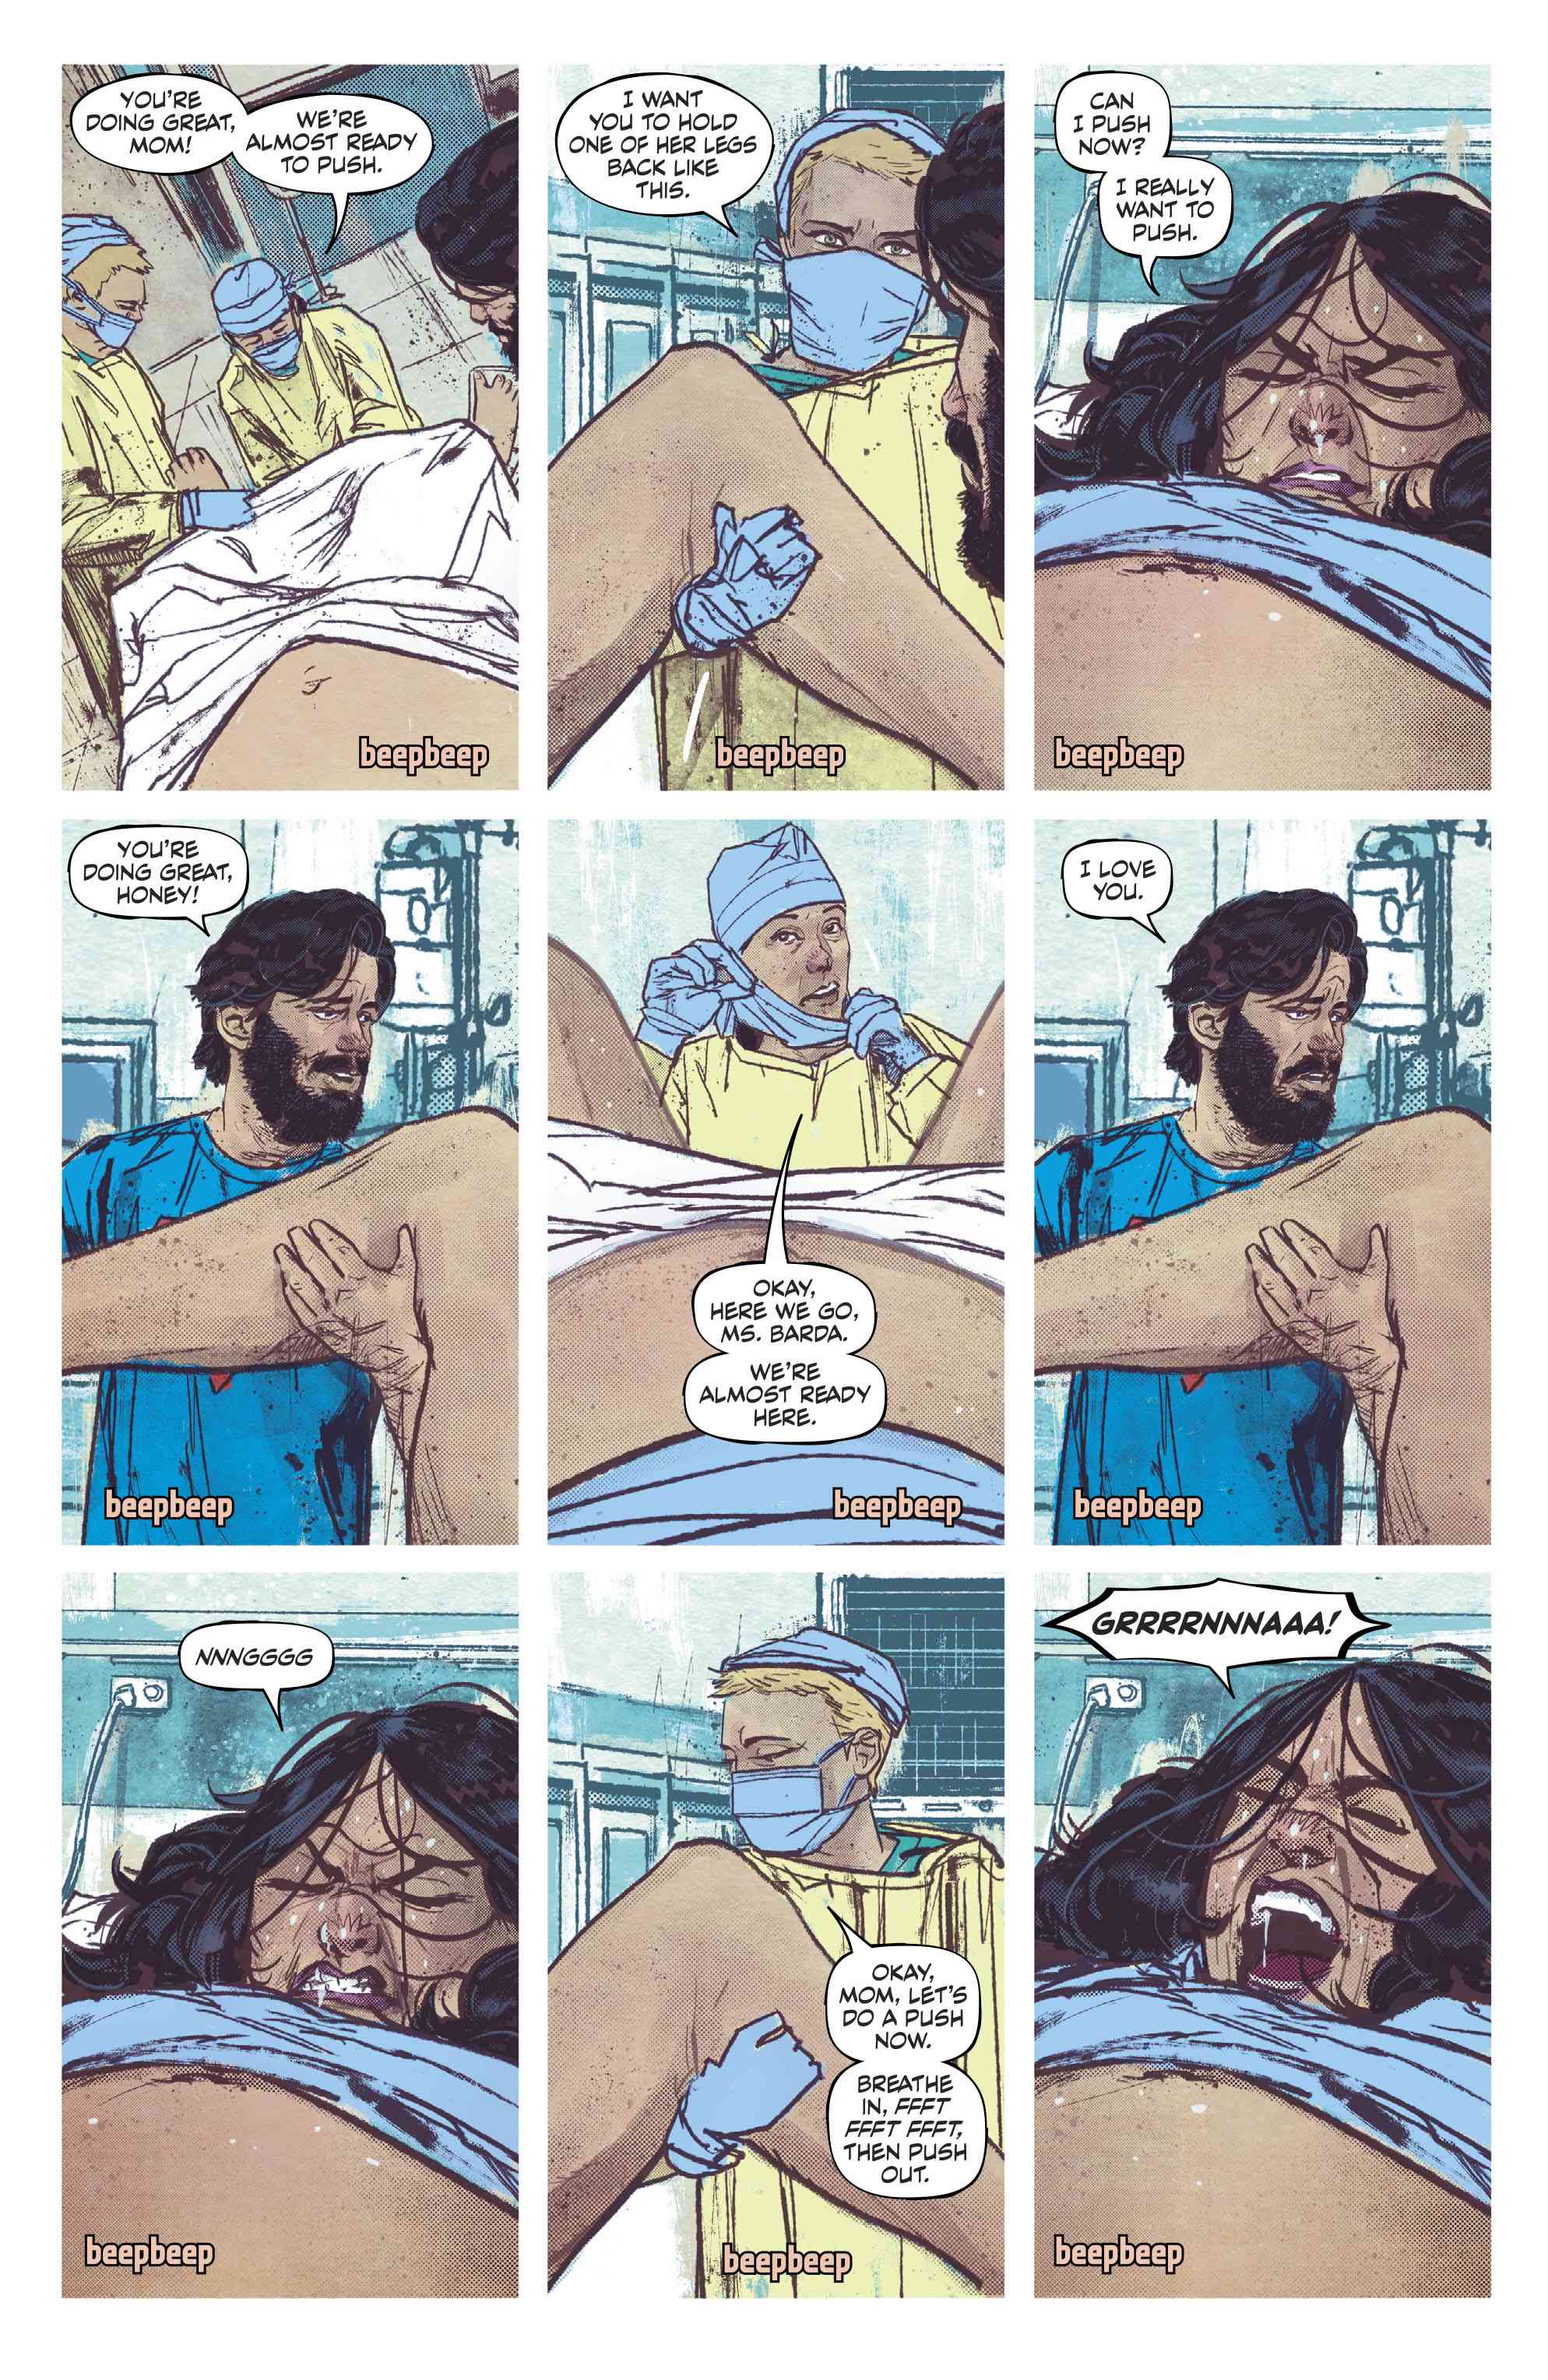 YOU'RE
DOING GREAT,
MOM!
WE'RE
ALMOST READY
TO PUSH.
beepbeep
I WANT
YOU TO HOLD
ONE OF HER LEGS
BACK LIKE
THIS.
beepbeep
CAN
I PUSH
NOW?
I REALLY
WANT TO
PUSH.
beepbeep
YOU'RE
DOING GREAT,
HONEY!
beepbeep
OKAY,
HERE WE GO,
MS. BARDA.
WE'RE
ALMOST READY
HERE.
beepbeep
I LOVE
YOU.
beepbeep
NNNGGGG
beepbeep
OKAY,
MOM, LET'S
DO A PUSH
NOW.
BREATHE
IN, FFFT
FFFT FFFT,
THEN PUSH
OUT.
beepbeep
GRRRRNNNAAA!
beepbeep